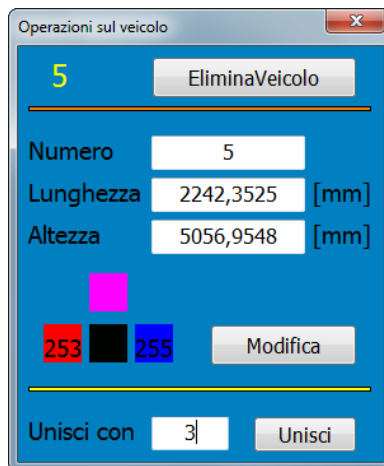 Operazioni sul veicolo
5 EliminaVeicolo
Numero 5
Lunghezza 2242,3525 [mm]
Altezza 5056,9548 [mm]
253 255 Modifica
Unisci con 3 Unisci